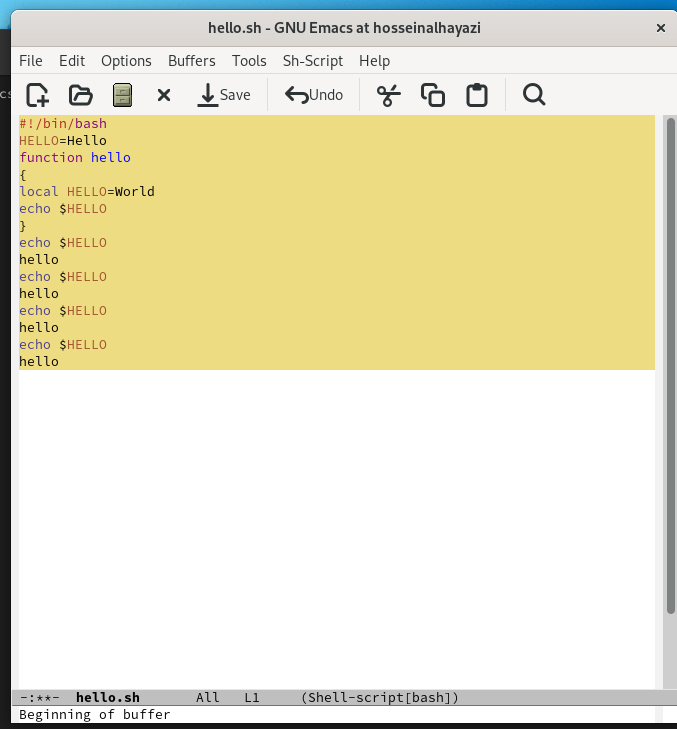 hello.sh - GNU Emacs at hosseinalhayazi
File Edit Options Buffers Tools Sh-Script Help
Save Undo
#!/bin/bash
HELLO=Hello
function hello
{
local HELLO=World
echo $HELLO
}
echo $HELLO
hello
echo $HELLO
hello
echo $HELLO
hello
echo $HELLO
hello
-:**- hello.sh All L1 (Shell-script[bash])
Beginning of buffer